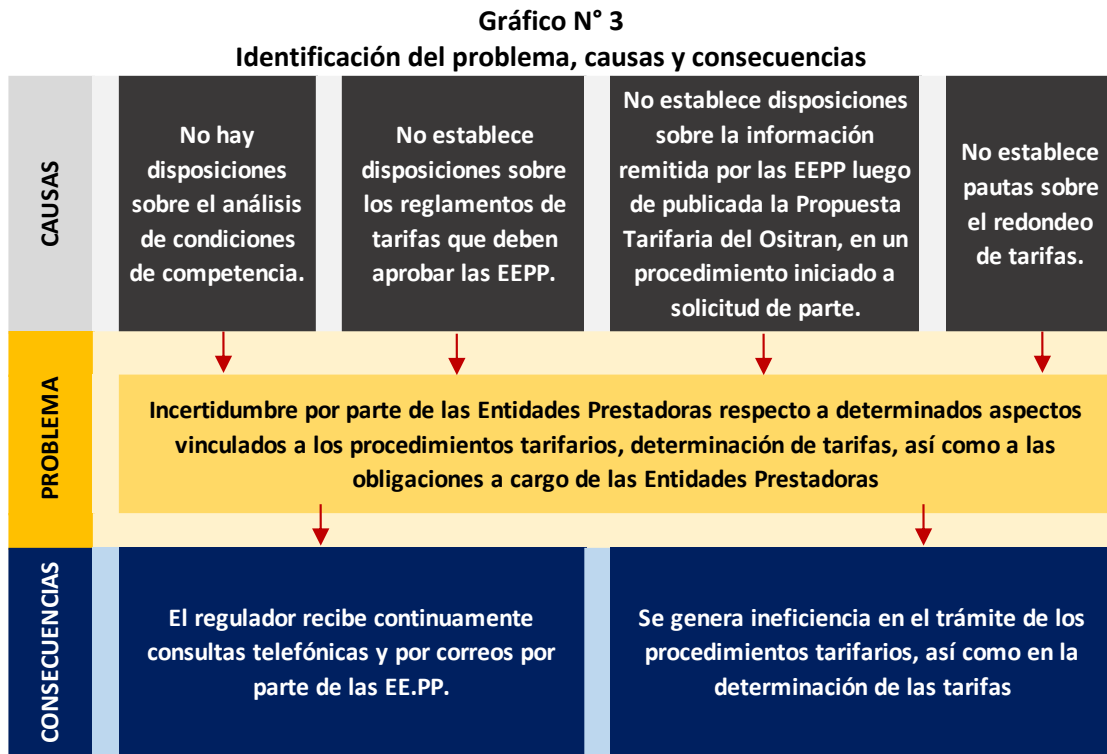 Gráfico N° 3
Identificación del problema, causas y consecuencias
CAUSAS
No hay
disposiciones
sobre el análisis
de condiciones
de competencia.
No establece
disposiciones sobre
los reglamentos de
tarifas que deben
aprobar las EEPP.
No establece disposiciones
sobre la información
remitida por las EEPP luego
de publicada la Propuesta
Tarifaria del Ositran, en un
procedimiento iniciado a
solicitud de parte.
No establece
pautas sobre
el redondeo
de tarifas.
PROBLEMA
Incertidumbre por parte de las Entidades Prestadoras respecto a determinados aspectos
vinculados a los procedimientos tarifarios, determinación de tarifas, así como a las
obligaciones a cargo de las Entidades Prestadoras
CONSECUENCIAS
El regulador recibe continuamente
consultas telefónicas y por correos por
parte de las EE.PP.
Se genera ineficiencia en el trámite de los
procedimientos tarifarios, así como en la
determinación de las tarifas